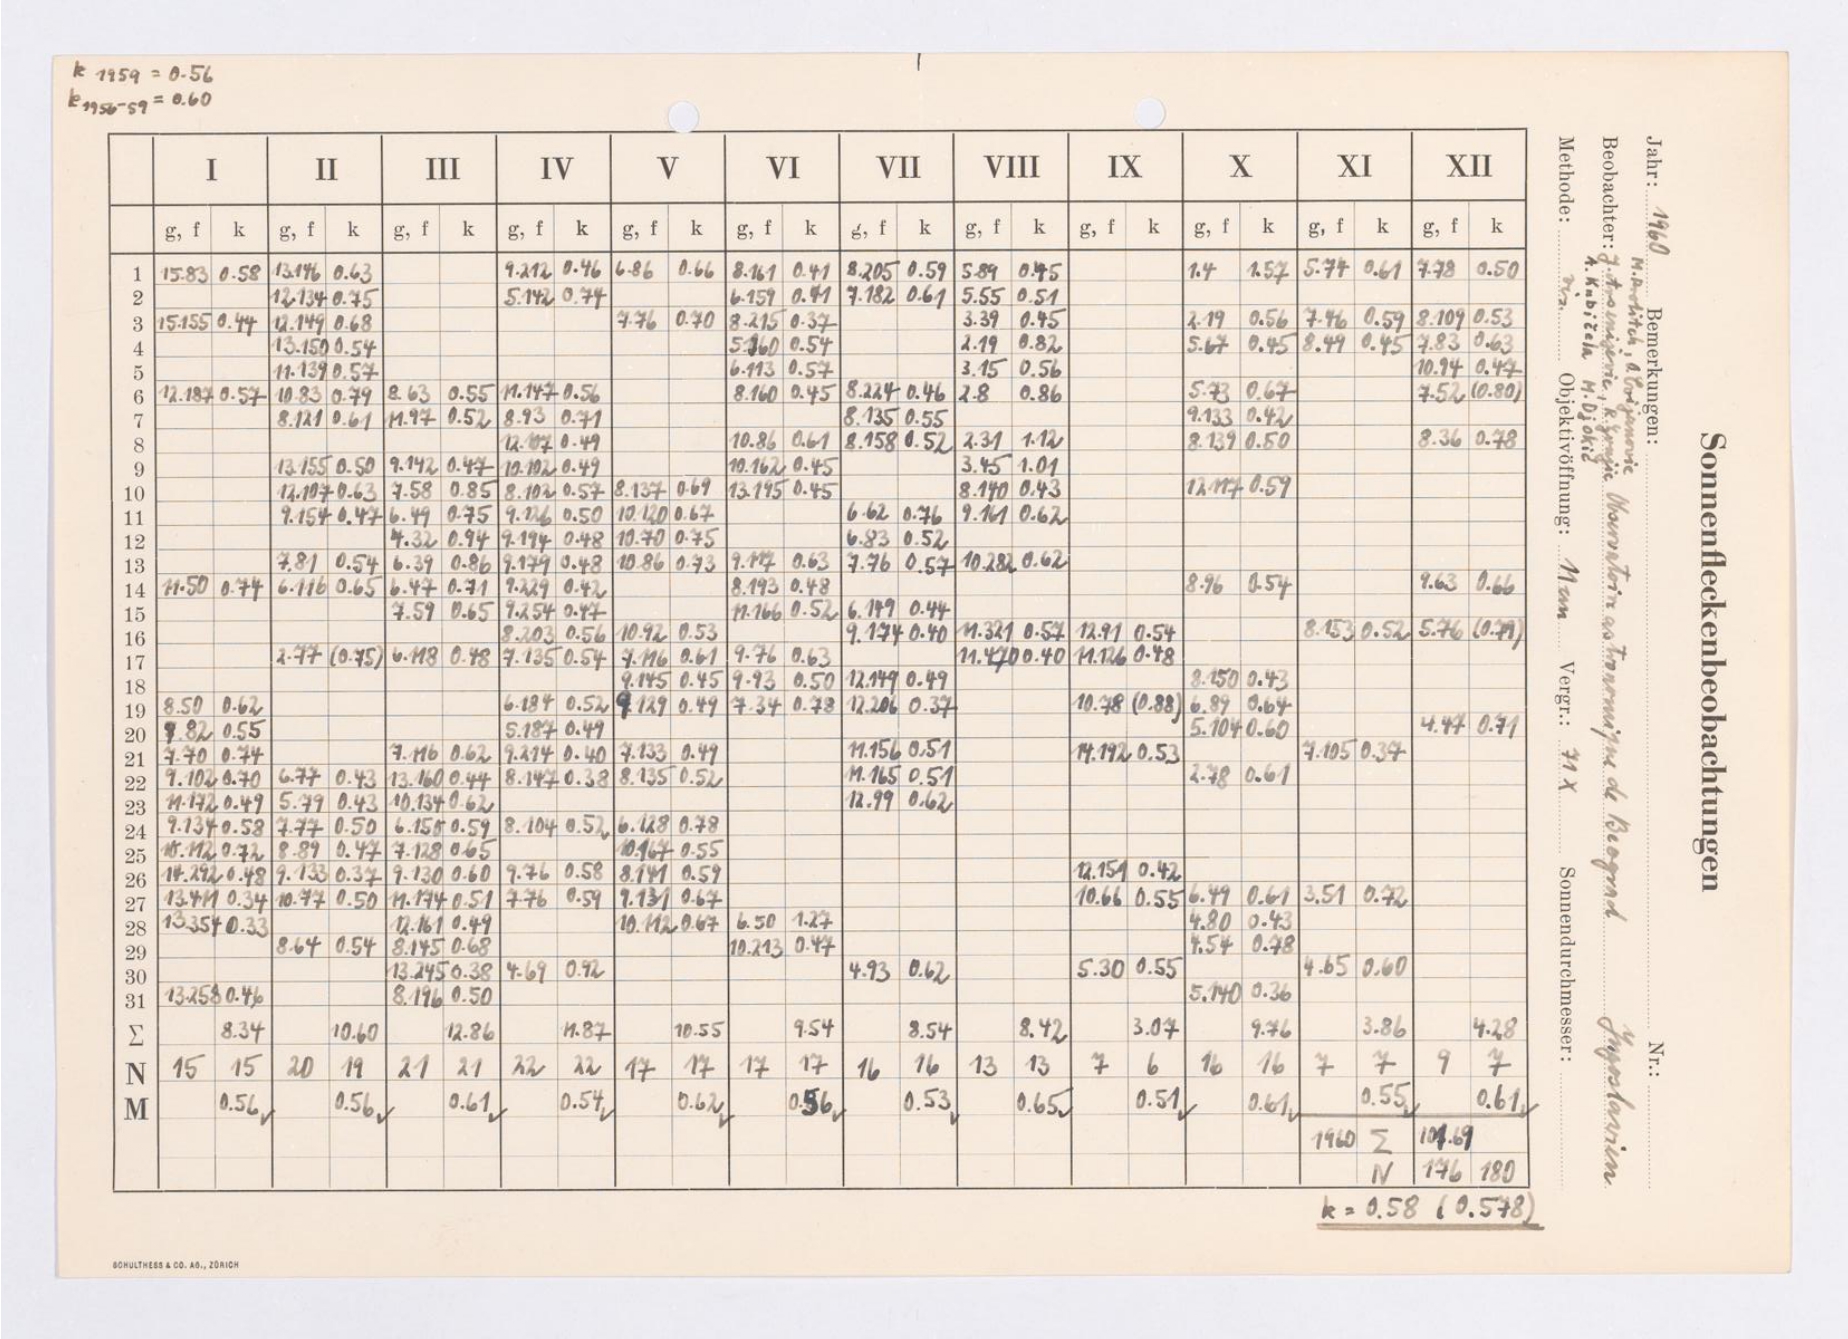 k 1959 = 0.56
k 1956-59 = 0.60
I II III IV V VI VII VIII IX X XI XII
g, f k g, f k g, f k g, f k g, f k g, f k g, f k g, f k g, f k g, f k g, f k g, f k
1 15.83 0.58 13.146 0.63 9.212 0.46 6.86 0.66 8.161 0.41 8.205 0.59 5.89 0.45 1.4 1.57 5.74 0.61 7.78 0.50
2 12.134 0.75 5.142 0.74 6.159 0.41 7.182 0.61 5.55 0.51
3 15.155 0.44 12.149 0.68 7.76 0.70 8.215 0.37 3.39 0.45 2.19 0.56 7.46 0.59 8.109 0.53
4 13.150 0.54 5.160 0.54 2.19 0.82 5.67 0.45 8.49 0.45 7.83 0.63
5 11.139 0.57 6.113 0.57 3.15 0.56 10.94 0.47
6 12.187 0.57 10.83 0.79 8.63 0.55 11.147 0.56 8.160 0.45 8.224 0.46 2.8 0.86 5.73 0.67 7.52 (0.80)
7 8.121 0.61 11.97 0.52 8.93 0.71 8.135 0.55 9.133 0.42
8 12.107 0.49 10.86 0.61 8.158 0.52 2.31 1.12 8.139 0.50 8.36 0.78
9 13.155 0.50 9.142 0.47 10.102 0.49 10.162 0.45 3.45 1.01
10 12.107 0.63 7.58 0.85 8.102 0.57 8.137 0.69 13.195 0.45 8.140 0.43 12.117 0.59
11 9.154 0.47 6.49 0.75 9.126 0.50 10.120 0.67 6.62 0.76 9.161 0.62
12 4.32 0.94 9.194 0.48 10.70 0.75 6.83 0.52
13 7.81 0.54 6.39 0.86 9.179 0.48 10.86 0.73 9.117 0.63 7.76 0.57 10.282 0.62
14 11.50 0.74 6.116 0.65 6.47 0.71 9.229 0.42 8.193 0.48 8.96 0.54 9.63 0.66
15 7.59 0.65 9.254 0.47 11.166 0.52 6.149 0.44
16 8.203 0.56 10.92 0.53 9.174 0.40 11.321 0.57 12.91 0.54 8.153 0.52 5.76 (0.79)
17 2.77 (0.75) 6.118 0.48 7.135 0.54 7.116 0.61 9.76 0.63 11.470 0.40 11.126 0.48
18 9.145 0.45 9.93 0.50 12.149 0.49 8.150 0.43
19 8.50 0.62 6.184 0.52 9.129 0.49 7.34 0.78 12.206 0.37 10.78 (0.88) 6.89 0.64
20 9.82 0.55 5.187 0.49 5.104 0.60 4.47 0.71
21 7.70 0.74 7.116 0.62 9.214 0.40 7.133 0.49 11.156 0.51 14.192 0.53 7.105 0.37
22 9.102 0.70 6.77 0.43 13.160 0.44 8.147 0.38 8.135 0.52 11.165 0.51 2.78 0.61
23 11.172 0.49 5.79 0.43 10.134 0.62 12.99 0.62
24 9.134 0.58 7.77 0.50 6.150 0.59 8.104 0.52 6.128 0.78
25 10.112 0.72 8.89 0.47 7.128 0.65 10.167 0.55
26 14.292 0.48 9.133 0.37 9.130 0.60 9.76 0.58 8.141 0.59 12.151 0.42
27 13.411 0.34 10.77 0.50 11.174 0.51 7.76 0.59 9.131 0.67 10.66 0.55 6.49 0.61 3.51 0.72
28 13.354 0.33 12.161 0.49 10.112 0.67 6.50 1.27 4.80 0.43
29 8.64 0.54 8.145 0.68 10.213 0.47 4.54 0.78
30 13.245 0.38 4.69 0.92 4.93 0.62 5.30 0.55 4.65 0.60
31 13.258 0.46 8.196 0.50 5.140 0.36
Σ 8.34 10.60 12.86 11.87 10.55 9.54 8.54 8.42 3.07 9.76 3.86 4.28
N 15 15 20 19 21 21 22 22 17 17 17 17 16 16 13 13 7 6 16 16 7 7 9 7
M 0.56 0.56 0.61 0.54 0.62 0.56 0.53 0.65 0.51 0.61 0.55 0.61
1960 Σ 101.69
N 176 180
k = 0.58 (0.578)
SCHULTHESS & CO. AG., ZÜRICH
Sonnenfleckenbeobachtungen
Jahr: 1960 Bemerkungen: Nr.:
M. Protitch,
Beobachter: Observatoire astronomique de Beograd Jugoslavien
A. Kubičela M. Djokić
Methode: Objektivöffnung: 11 cm Vergr.: 71 x Sonnendurchmesser: